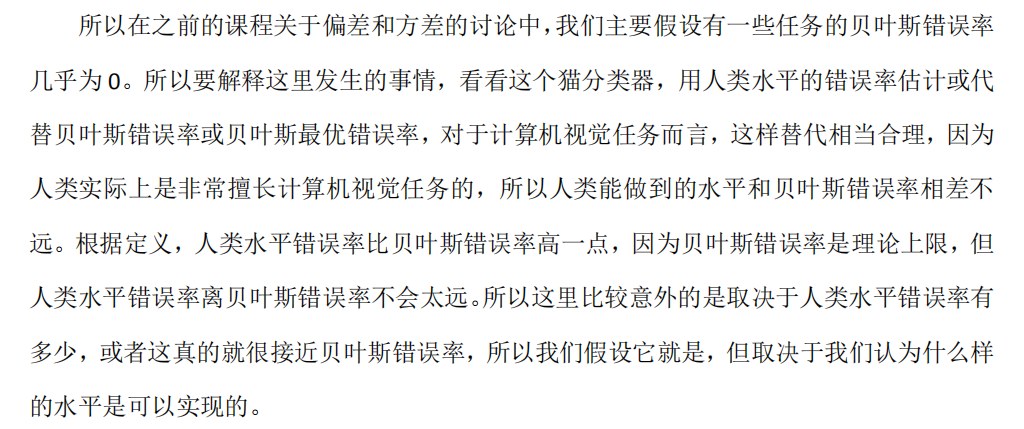 所以在之前的课程关于偏差和方差的讨论中，我们主要假设有一些任务的贝叶斯错误率
几乎为 0。所以要解释这里发生的事情，看看这个猫分类器，用人类水平的错误率估计或代
替贝叶斯错误率或贝叶斯最优错误率，对于计算机视觉任务而言，这样替代相当合理，因为
人类实际上是非常擅长计算机视觉任务的，所以人类能做到的水平和贝叶斯错误率相差不
远。根据定义，人类水平错误率比贝叶斯错误率高一点，因为贝叶斯错误率是理论上限，但
人类水平错误率离贝叶斯错误率不会太远。所以这里比较意外的是取决于人类水平错误率有
多少，或者这真的就很接近贝叶斯错误率，所以我们假设它就是，但取决于我们认为什么样
的水平是可以实现的。